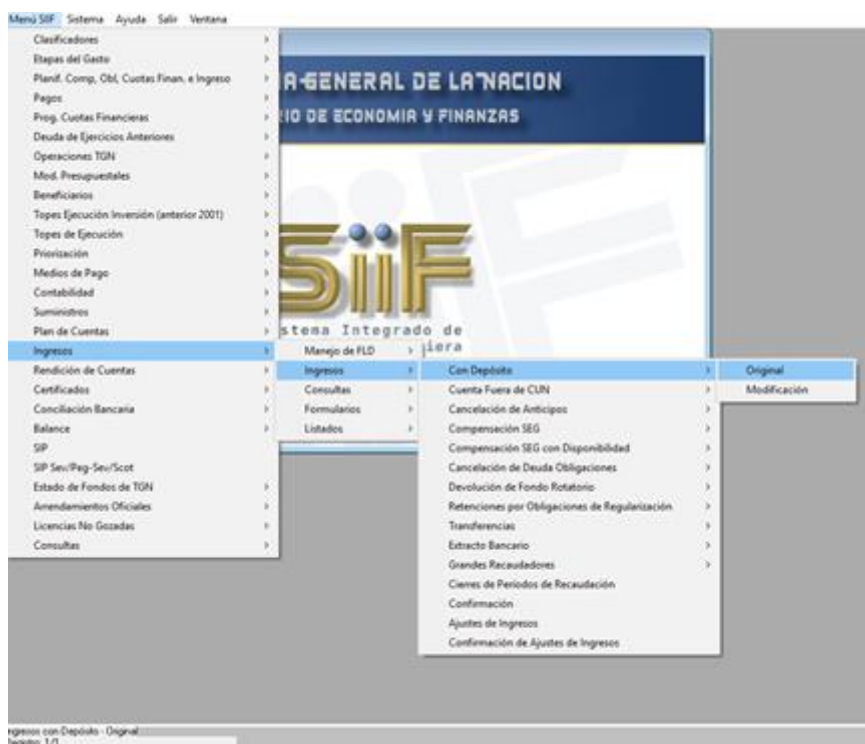 Menú SIIF Sistema Ayuda Salir Ventana
Clasificadores
Etapas del Gasto
Planif. Comp, Obl, Cuotas Finan. e Ingreso
Pagos
Prog. Cuotas Financieras
Deuda de Ejercicios Anteriores
Operaciones TGN
Mod. Presupuestales
Beneficiarios
Topes Ejecución Inversión (anterior 2001)
Topes de Ejecución
Priorización
Medios de Pago
Contabilidad
Suministros
Plan de Cuentas
Ingresos
Rendición de Cuentas
Certificados
Conciliación Bancaria
Balance
SIP
SIP Sev/Peg-Sev/Scot
Estado de Fondos de TGN
Arrendamientos Oficiales
Licencias No Gozadas
Consultas
A GENERAL DE LA NACION
IO DE ECONOMIA Y FINANZAS
SiiF
stema Integrado de
iera
Manejo de FLD
Ingresos
Consultas
Formularios
Listados
Con Depósito
Cuenta Fuera de CUN
Cancelación de Anticipos
Compensación SEG
Compensación SEG con Disponibilidad
Cancelación de Deuda Obligaciones
Devolución de Fondo Rotatorio
Retenciones por Obligaciones de Regularización
Transferencias
Extracto Bancario
Grandes Recaudadores
Cierres de Periodos de Recaudación
Confirmación
Ajustes de Ingresos
Confirmación de Ajustes de Ingresos
Original
Modificación
ngresos con Depósito - Original
Registro: 1/1